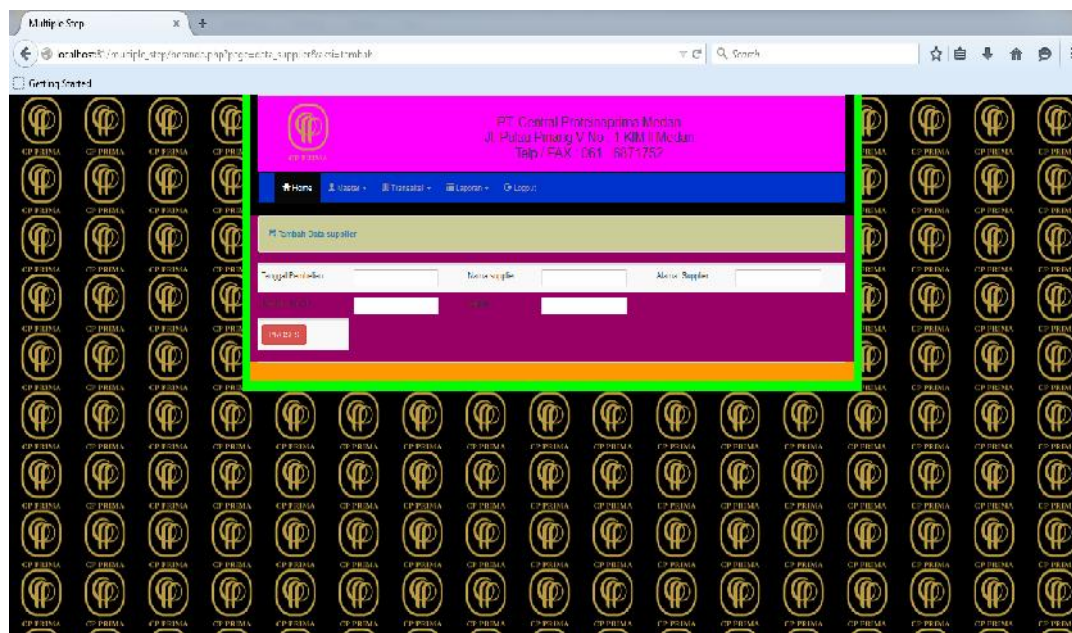 Multiple Step
Search
Getting Started
CP PRIMA
PT. Central Proteinaprima Medan
Jl. Pulau Pinang V No 1 KIM II Medan
Telp / FAX : 061 - 6871752
Home Master Transaksi Laporan Logout
Tambah Data supplier
Tanggal Pembelian Nama supplier Alamat Supplier
PROSES